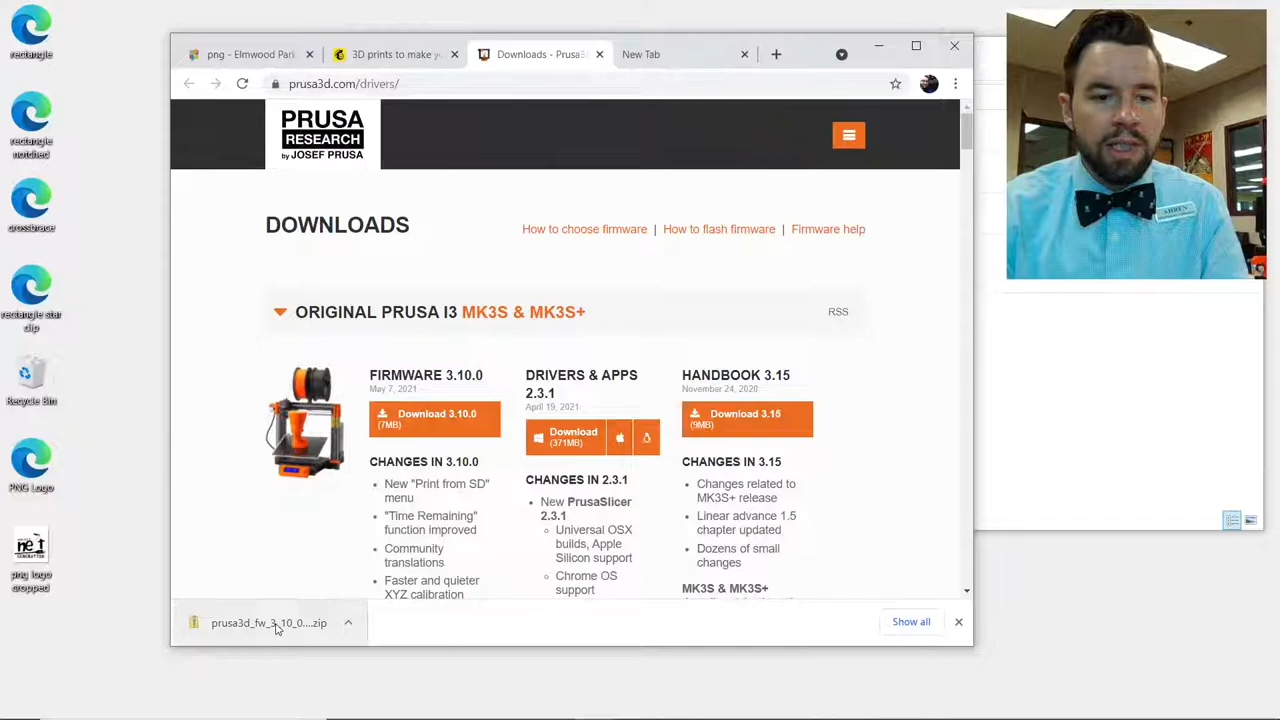 rectangle
rectangle
notched
crossbrace
rectangle star
clip
Recycle Bin
PNG Logo
ne t
png logo
cropped
png - Elmwood Pa
3D prints to make y
Downloads - Prusa3
New Tab
prusa3d.com/drivers/
PRUSA
RESEARCH
by JOSEF PRUSA
DOWNLOADS
How to choose firmware | How to flash firmware | Firmware help
ORIGINAL PRUSA I3 MK3S & MK3S+
RSS
FIRMWARE 3.10.0
May 7, 2021
Download 3.10.0
(7MB)
CHANGES IN 3.10.0
New "Print from SD"
menu
"Time Remaining"
function improved
Community
translations
Faster and quieter
XYZ calibration
DRIVERS & APPS
2.3.1
April 19, 2021
Download
(371MB)
CHANGES IN 2.3.1
New PrusaSlicer
2.3.1
Universal OSX
builds, Apple
Silicon support
Chrome OS
support
HANDBOOK 3.15
November 24, 2020
Download 3.15
(9MB)
CHANGES IN 3.15
Changes related to
MK3S+ release
Linear advance 1.5
chapter updated
Dozens of small
changes
MK3S & MK3S+
prusa3d_fw_3_10_0....zip
Show all
AHREN